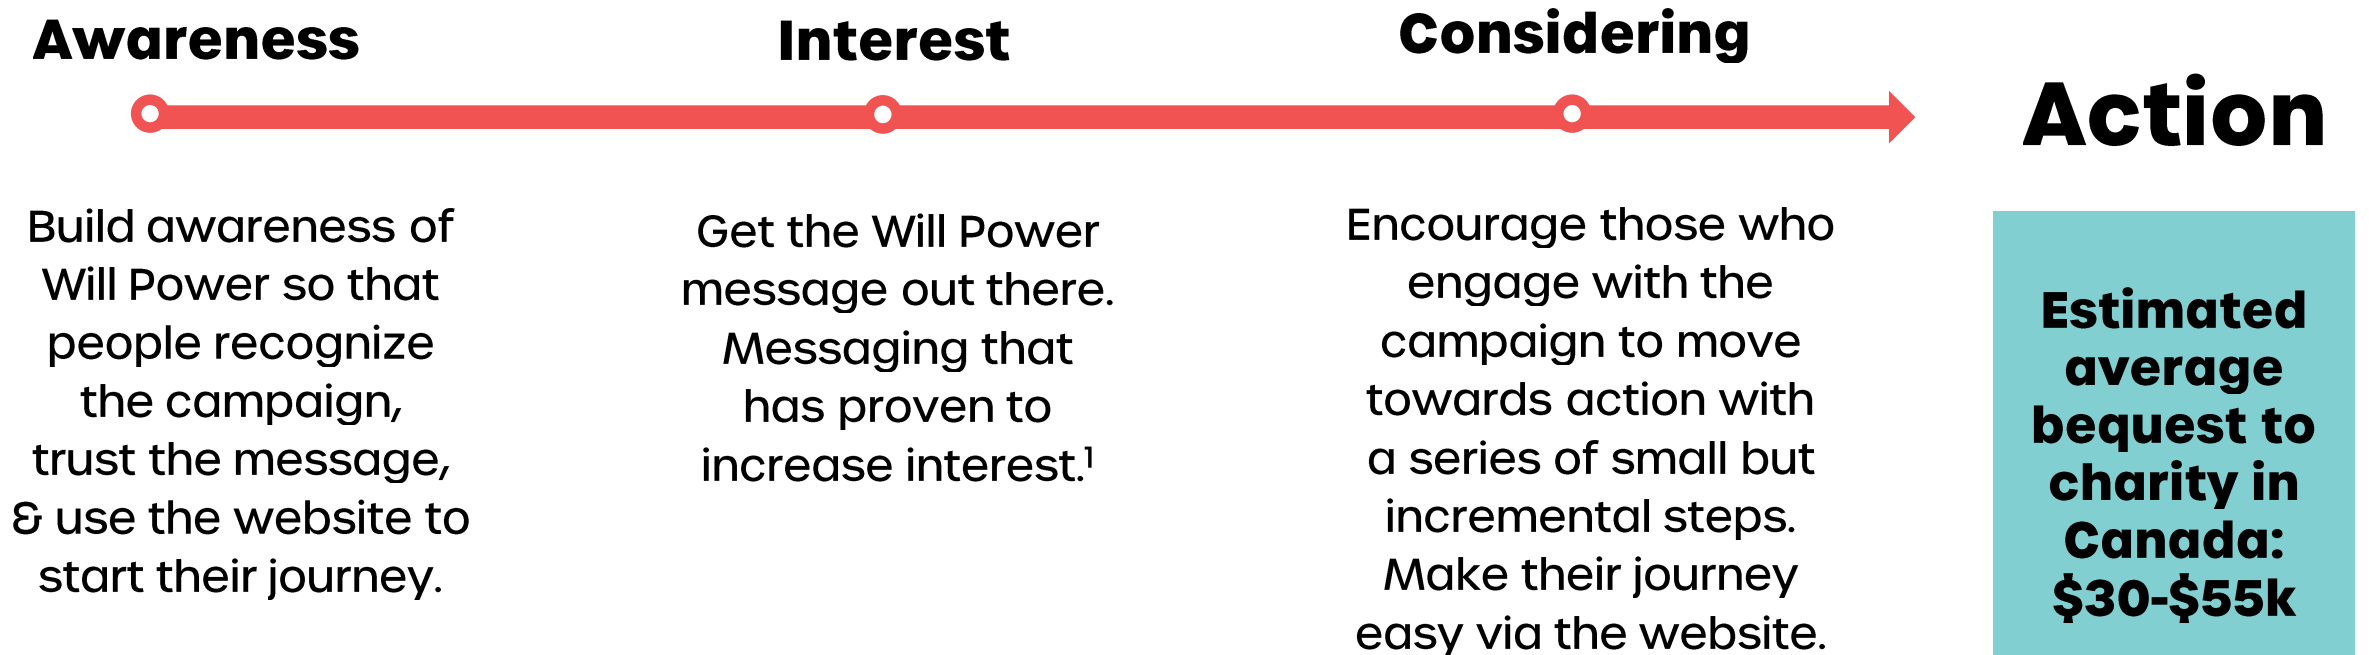 Awareness
Build awareness of
Will Power so that
people recognize
the campaign,
trust the message,
& use the website to
start their journey.
Interest
Get the Will Power
message out there.
Messaging that
has proven to
increase interest.¹
Considering
Encourage those who
engage with the
campaign to move
towards action with
a series of small but
incremental steps.
Make their journey
easy via the website.
Action
Estimated
average
bequest to
charity in
Canada:
$30-$55k